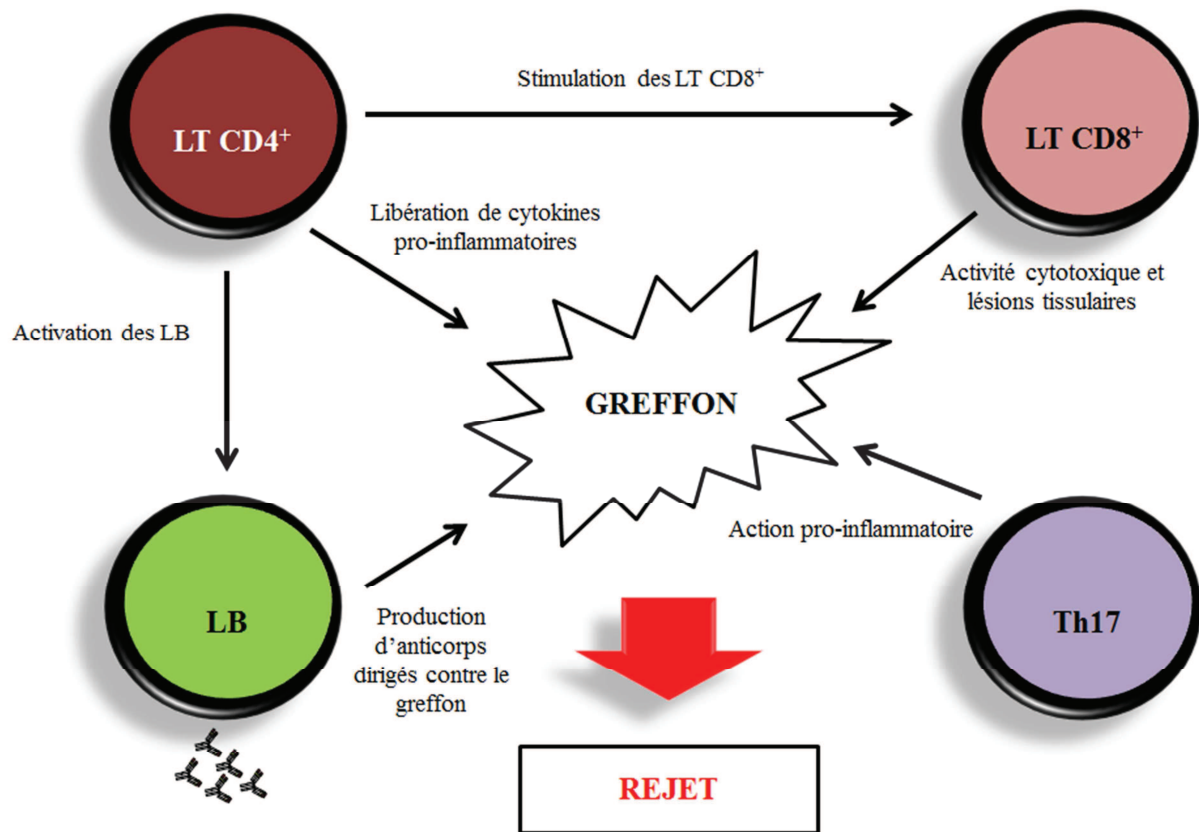 Stimulation des LT CD8⁺
LT CD4⁺
LT CD8⁺
Libération de cytokines
pro-inflammatoires
Activité cytotoxique et
lésions tissulaires
Activation des LB
GREFFON
Action pro-inflammatoire
LB
Th17
Production
d’anticorps
dirigés contre le
greffon
REJET